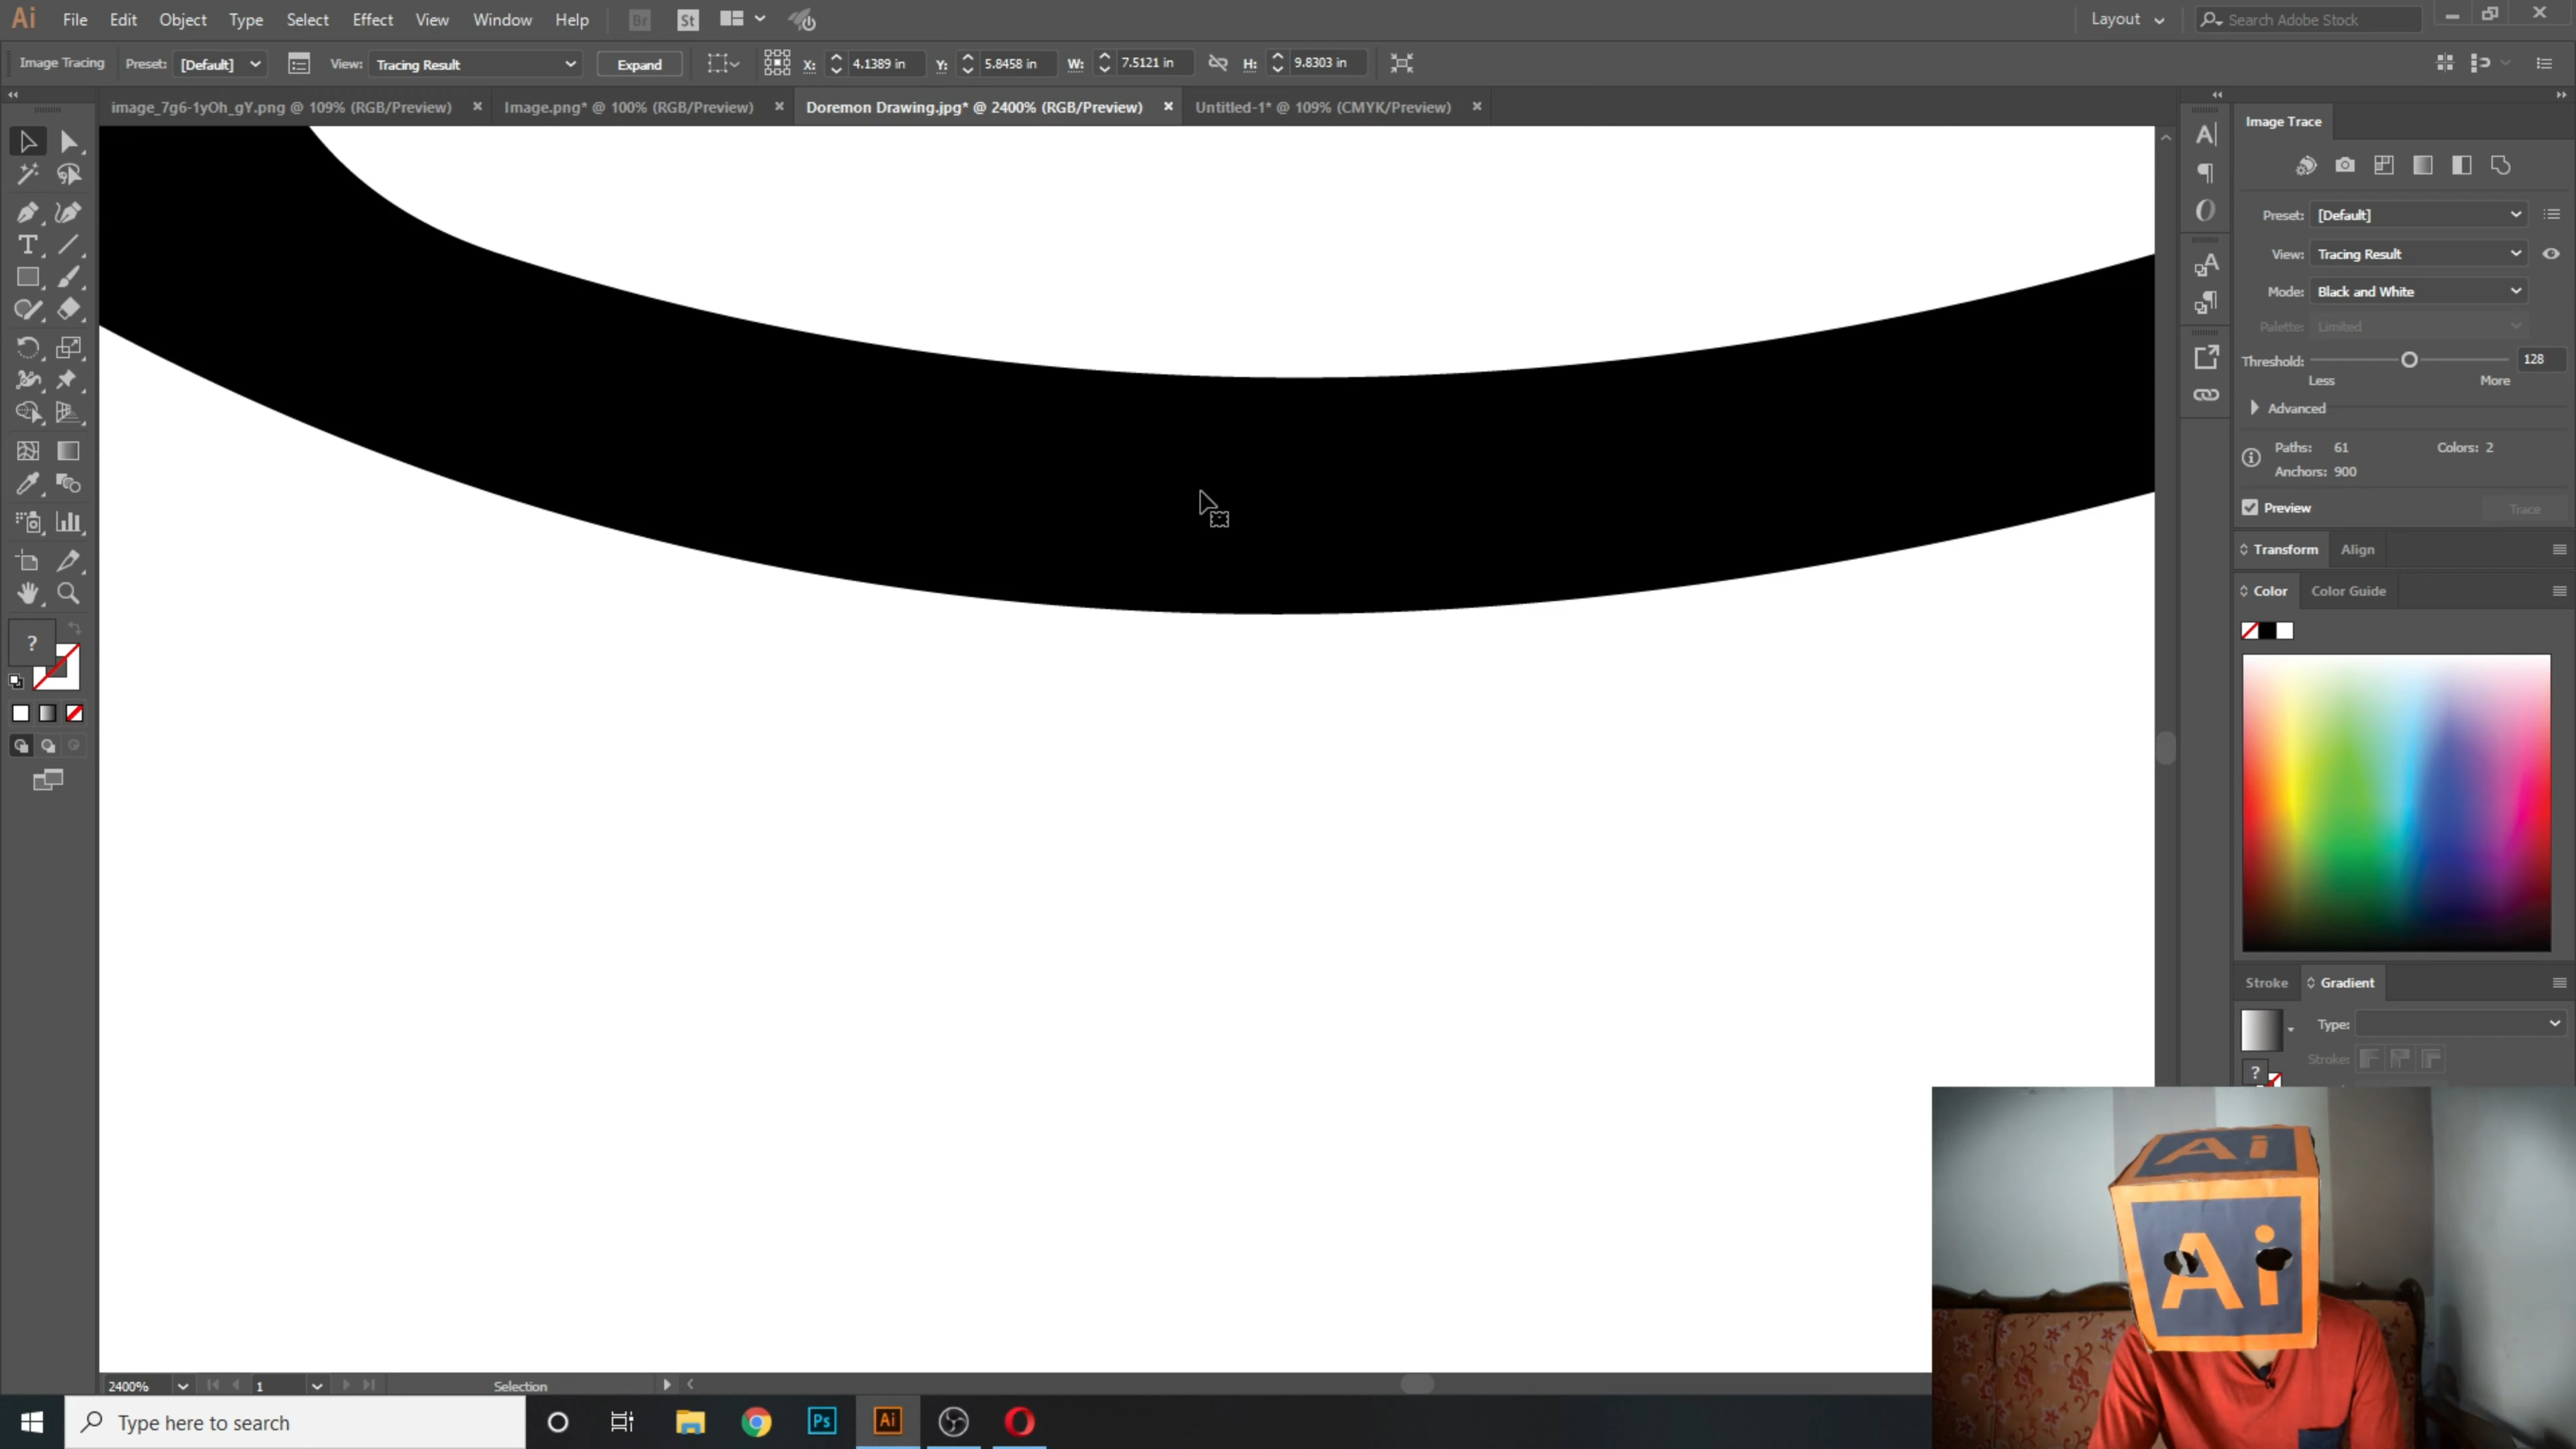 Ai File Edit Object Type Select Effect View Window Help Br St Layout Search Adobe Stock
Image Tracing Preset: [Default] View: Tracing Result Expand X: 4.1389 in Y: 5.8458 in W: 7.5121 in H: 9.8303 in
image_7g6-1yOh_gY.png @ 109% (RGB/Preview) × Image.png* @ 100% (RGB/Preview) × Doremon Drawing.jpg* @ 2400% (RGB/Preview) × Untitled-1* @ 109% (CMYK/Preview) ×
Image Trace
Preset: [Default]
View: Tracing Result
Mode: Black and White
Palette: Limited
Threshold: 128
Less More
Advanced
Paths: 61 Colors: 2
Anchors: 900
Preview Trace
Transform Align
Color Color Guide
?
Stroke Gradient
Type:
Stroke:
?
Ai
Ai
2400% 1 Selection
Type here to search Ps Ai